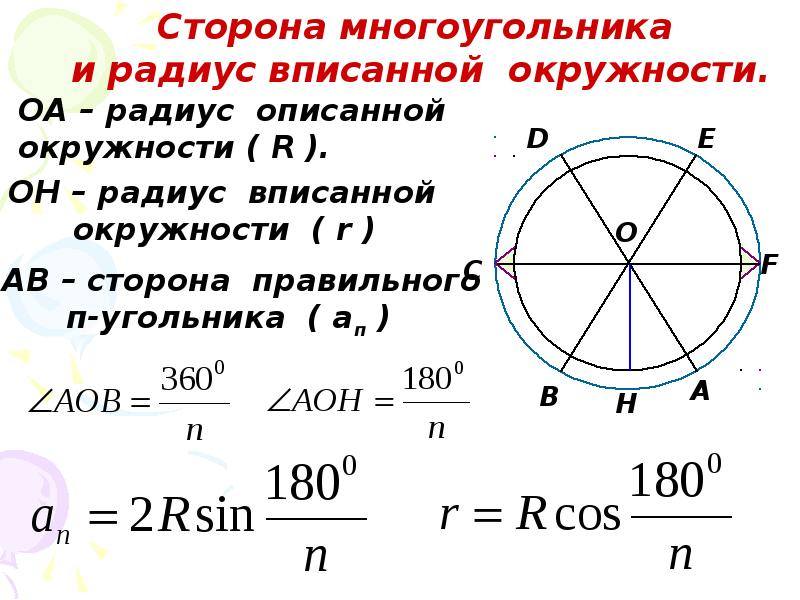 Сторона многоугольника
и радиус вписанной окружности.
ОА – радиус описанной
окружности ( R ).
ОН – радиус вписанной
окружности ( r )
АВ – сторона правильного
п-угольника ( aп )
∠AOB = 360⁰/n
∠AOH = 180⁰/n
aₙ = 2R sin 180⁰/n
r = R cos 180⁰/n
D
E
O
C
F
B
H
A